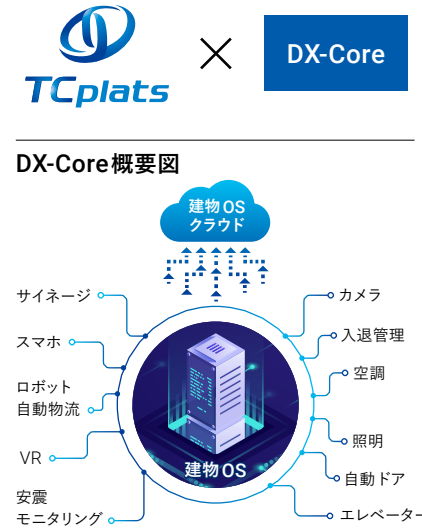 TCplats
DX-Core
DX-Core概要図
建物OS
クラウド
サイネージ
スマホ
ロボット
自動物流
VR
安震
モニタリング
建物OS
カメラ
入退管理
空調
照明
自動ドア
エレベーター